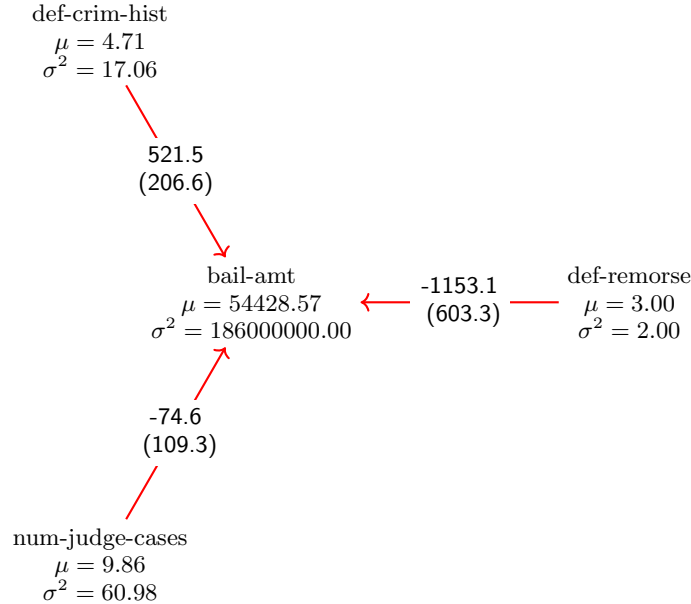 def-crim-hist
μ = 4.71
σ² = 17.06
521.5
(206.6)
bail-amt
μ = 54428.57
σ² = 186000000.00
-1153.1
(603.3)
def-remorse
μ = 3.00
σ² = 2.00
-74.6
(109.3)
num-judge-cases
μ = 9.86
σ² = 60.98